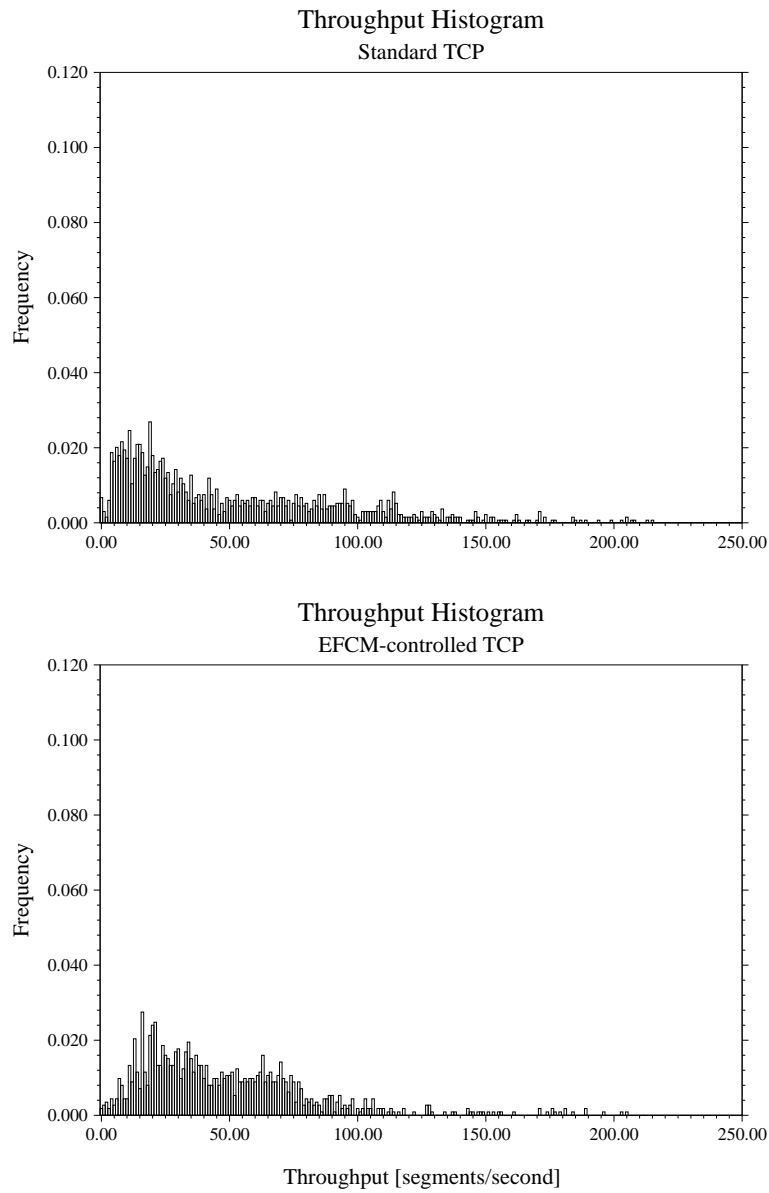 Throughput Histogram
Standard TCP
0.120
0.100
0.080
0.060
0.040
0.020
0.000
Frequency
0.00 50.00 100.00 150.00 200.00 250.00
Throughput Histogram
EFCM-controlled TCP
0.120
0.100
0.080
0.060
0.040
0.020
0.000
Frequency
0.00 50.00 100.00 150.00 200.00 250.00
Throughput [segments/second]